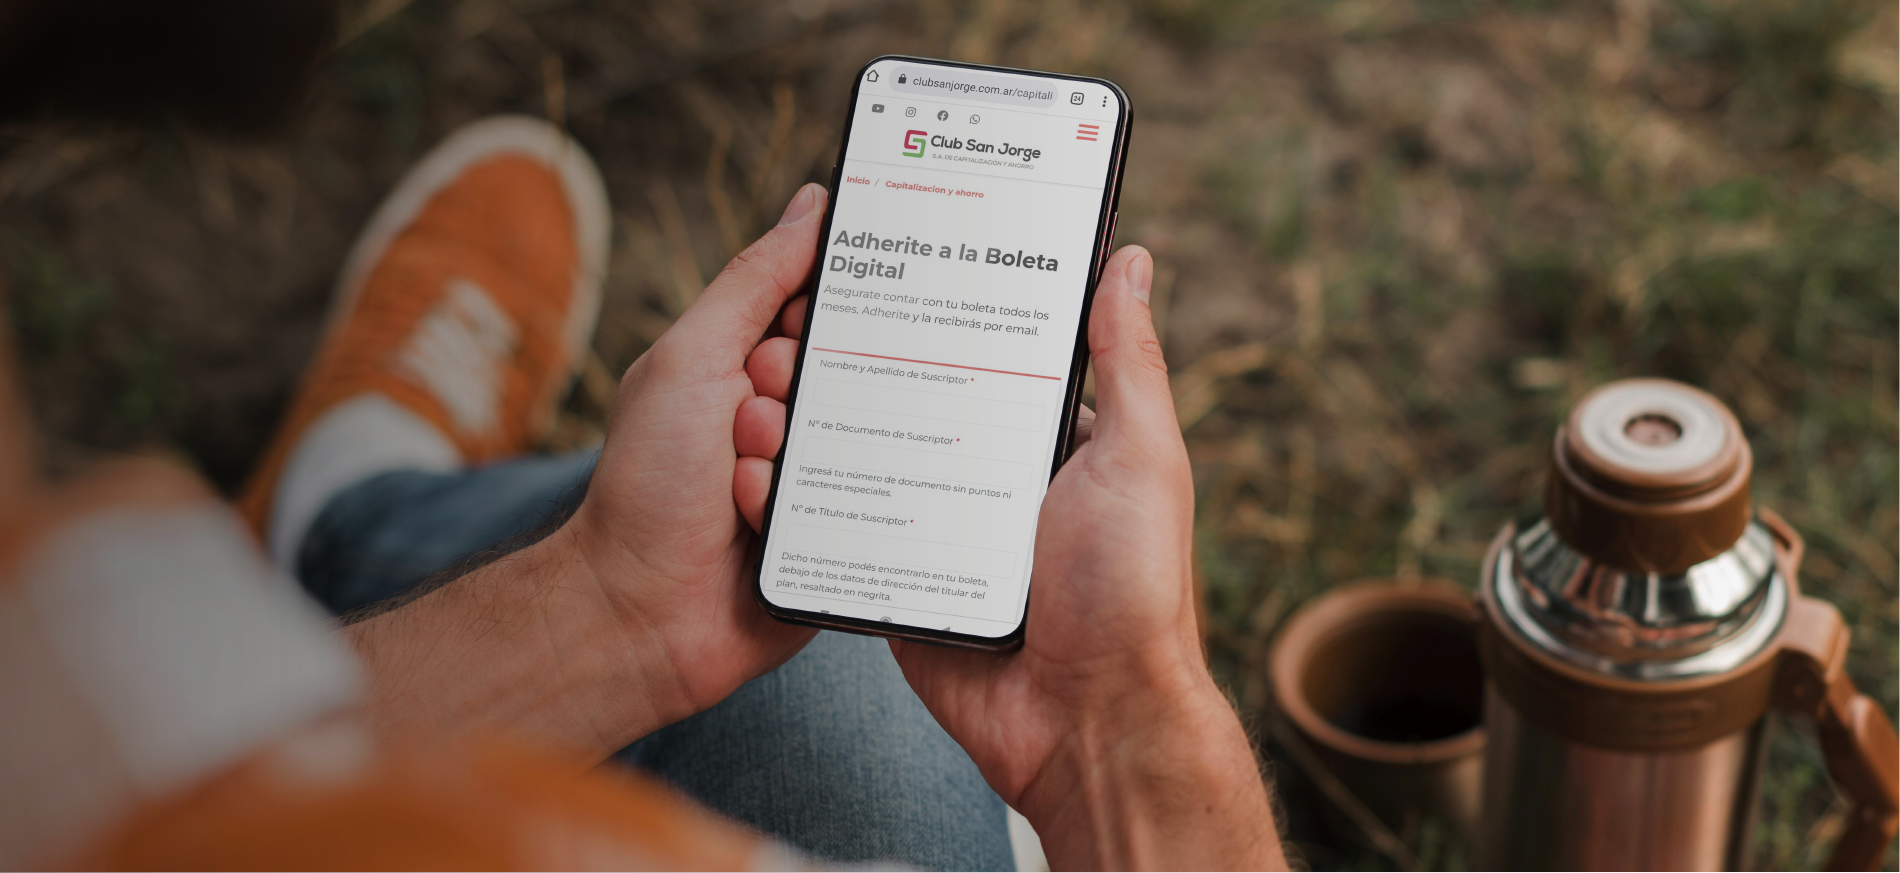 clubsanjorge.com.ar/capitali
24
Club San Jorge
S.A. DE CAPITALIZACIÓN Y AHORRO
Inicio / Capitalizacion y ahorro
Adherite a la Boleta
Digital
Asegurate contar con tu boleta todos los
meses. Adherite y la recibirás por email.
Nombre y Apellido de Suscriptor *
N° de Documento de Suscriptor *
Ingresá tu número de documento sin puntos ni
caracteres especiales.
N° de Título de Suscriptor *
Dicho número podés encontrarlo en tu boleta,
debajo de los datos de dirección del titular del
plan, resaltado en negrita.